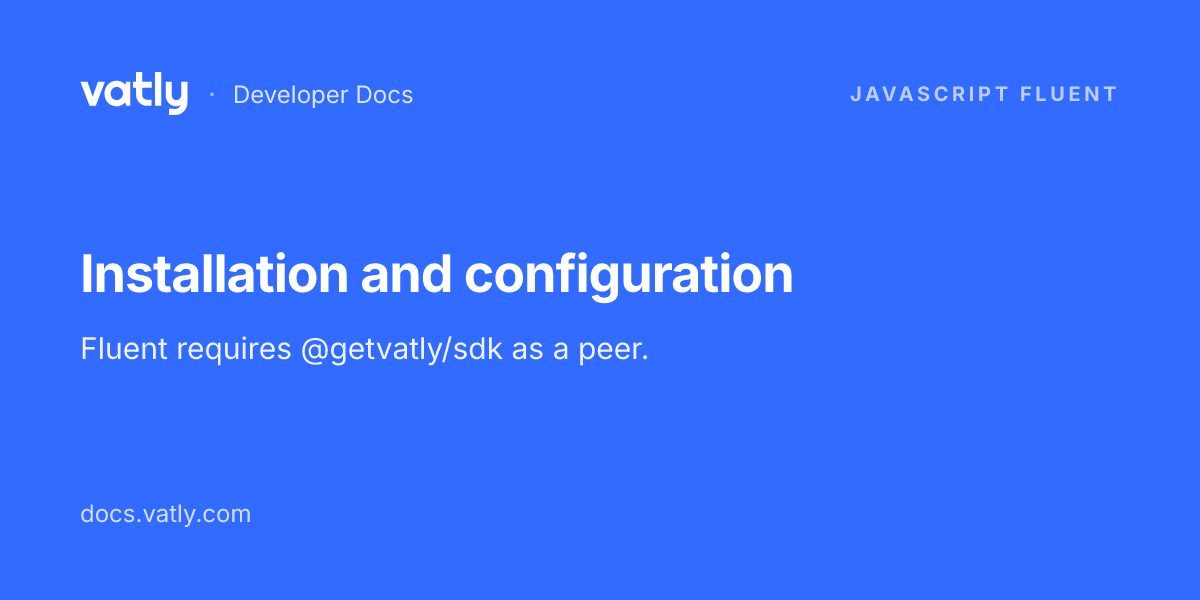 vatly · Developer Docs
JAVASCRIPT FLUENT
Installation and configuration
Fluent requires @getvatly/sdk as a peer.
docs.vatly.com